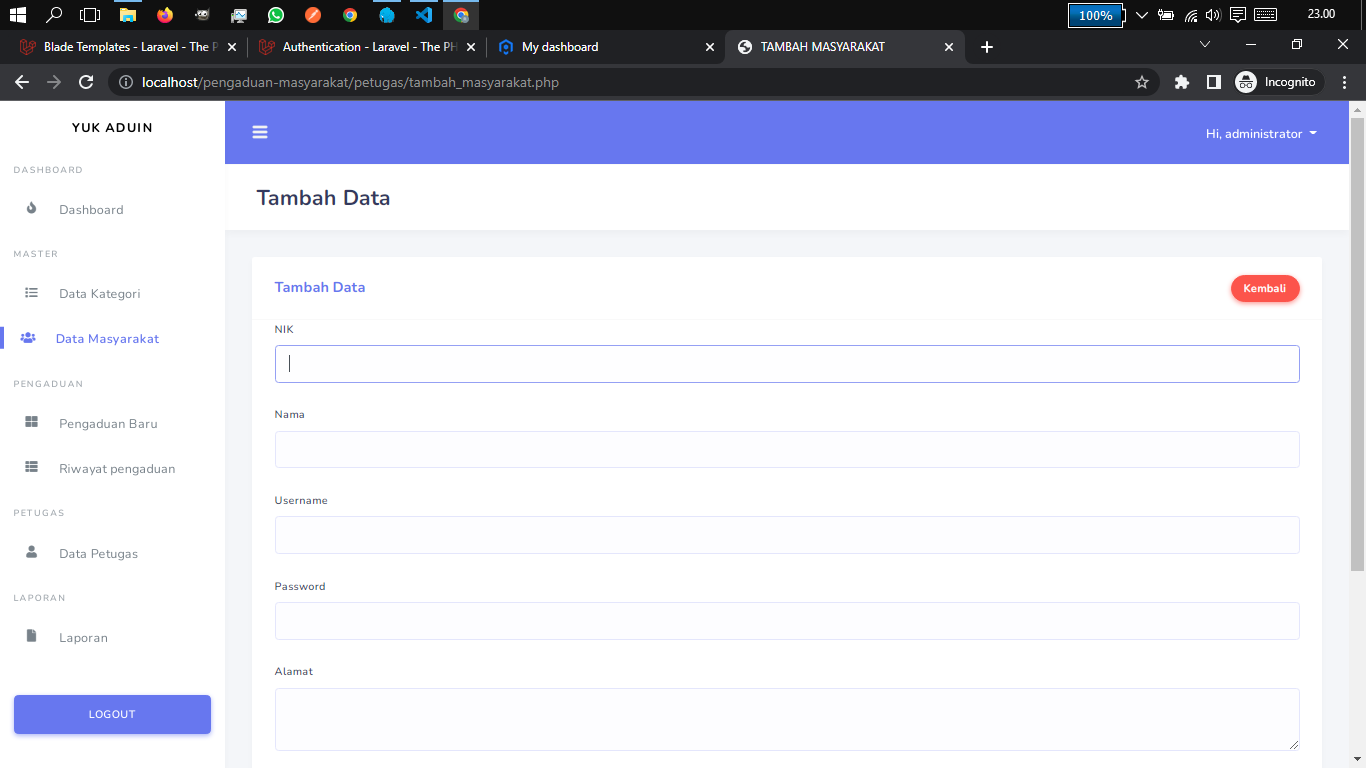 100%
23.00
Blade Templates - Laravel - The P
Authentication - Laravel - The PH
My dashboard
TAMBAH MASYARAKAT
localhost/pengaduan-masyarakat/petugas/tambah_masyarakat.php
Incognito
YUK ADUIN
Hi, administrator
DASHBOARD
Dashboard
MASTER
Data Kategori
Data Masyarakat
PENGADUAN
Pengaduan Baru
Riwayat pengaduan
PETUGAS
Data Petugas
LAPORAN
Laporan
LOGOUT
Tambah Data
Tambah Data
Kembali
NIK
Nama
Username
Password
Alamat